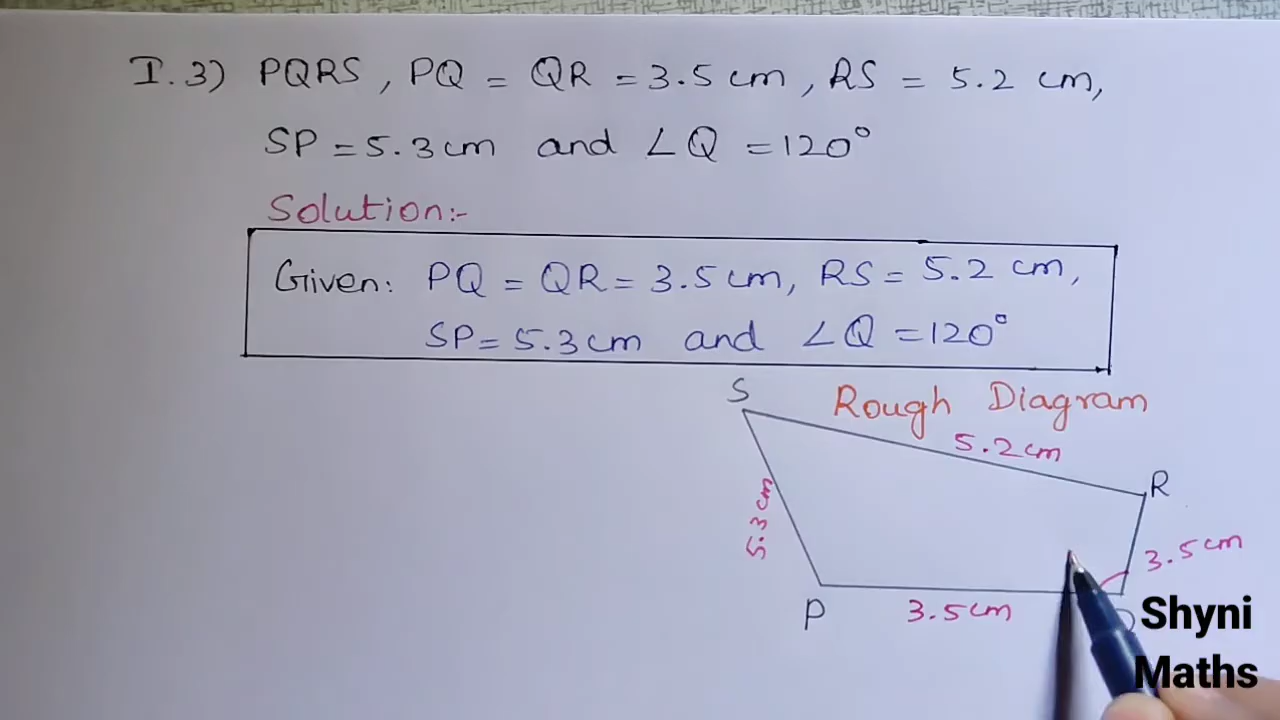 I.3) PQRS, PQ = QR = 3.5 cm, RS = 5.2 cm,
SP = 5.3 cm and ∠Q = 120°
Solution:-
Given: PQ = QR = 3.5 cm, RS = 5.2 cm,
SP = 5.3 cm and ∠Q = 120°
S
Rough Diagram
5.2 cm
R
5.3 cm
3.5 cm
P
3.5 cm
Shyni
Maths